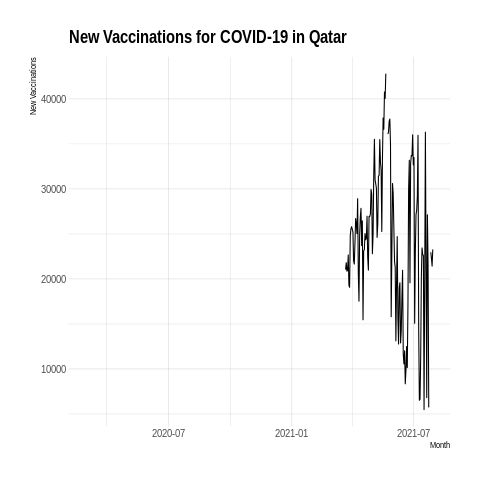 New Vaccinations for COVID-19 in Qatar
New Vaccinations
40000
30000
20000
10000
2020-07
2021-01
2021-07
Month